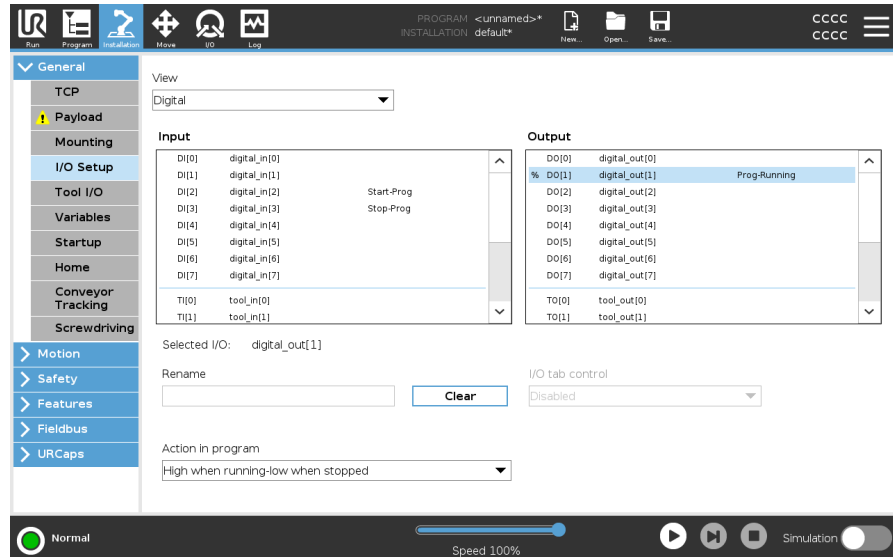 PROGRAM <unnamed>*
INSTALLATION default*
CCCC
CCCC
Run Program Installation Move I/O Log New... Open... Save...
General
TCP
Payload
Mounting
I/O Setup
Tool I/O
Variables
Startup
Home
Conveyor
Tracking
Screwdriving
Motion
Safety
Features
Fieldbus
URCaps
View
Digital
Input
DI[0] digital_in[0]
DI[1] digital_in[1]
DI[2] digital_in[2] Start-Prog
DI[3] digital_in[3] Stop-Prog
DI[4] digital_in[4]
DI[5] digital_in[5]
DI[6] digital_in[6]
DI[7] digital_in[7]
TI[0] tool_in[0]
TI[1] tool_in[1]
Output
DO[0] digital_out[0]
% DO[1] digital_out[1] Prog-Running
DO[2] digital_out[2]
DO[3] digital_out[3]
DO[4] digital_out[4]
DO[5] digital_out[5]
DO[6] digital_out[6]
DO[7] digital_out[7]
TO[0] tool_out[0]
TO[1] tool_out[1]
Selected I/O: digital_out[1]
Rename
Clear
I/O tab control
Disabled
Action in program
High when running-low when stopped
Normal
Speed 100%
Simulation